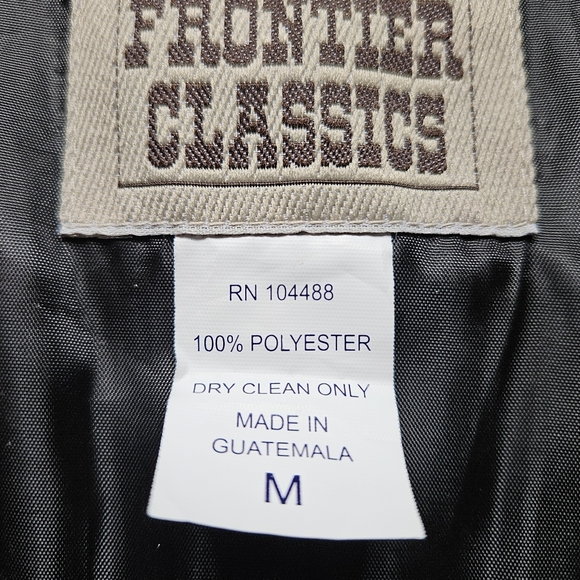 FRONTIER
CLASSICS
RN 104488
100% POLYESTER
DRY CLEAN ONLY
MADE IN
GUATEMALA
M